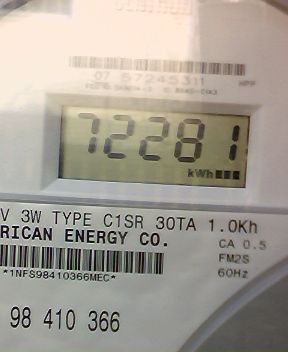 07 57245311 HPP
72281
kWh
V 3W TYPE C1SR 30TA 1.0Kh
RICAN ENERGY CO. CA 0.5
FM2S
*1NFS98410366MEC* 60Hz
98 410 366